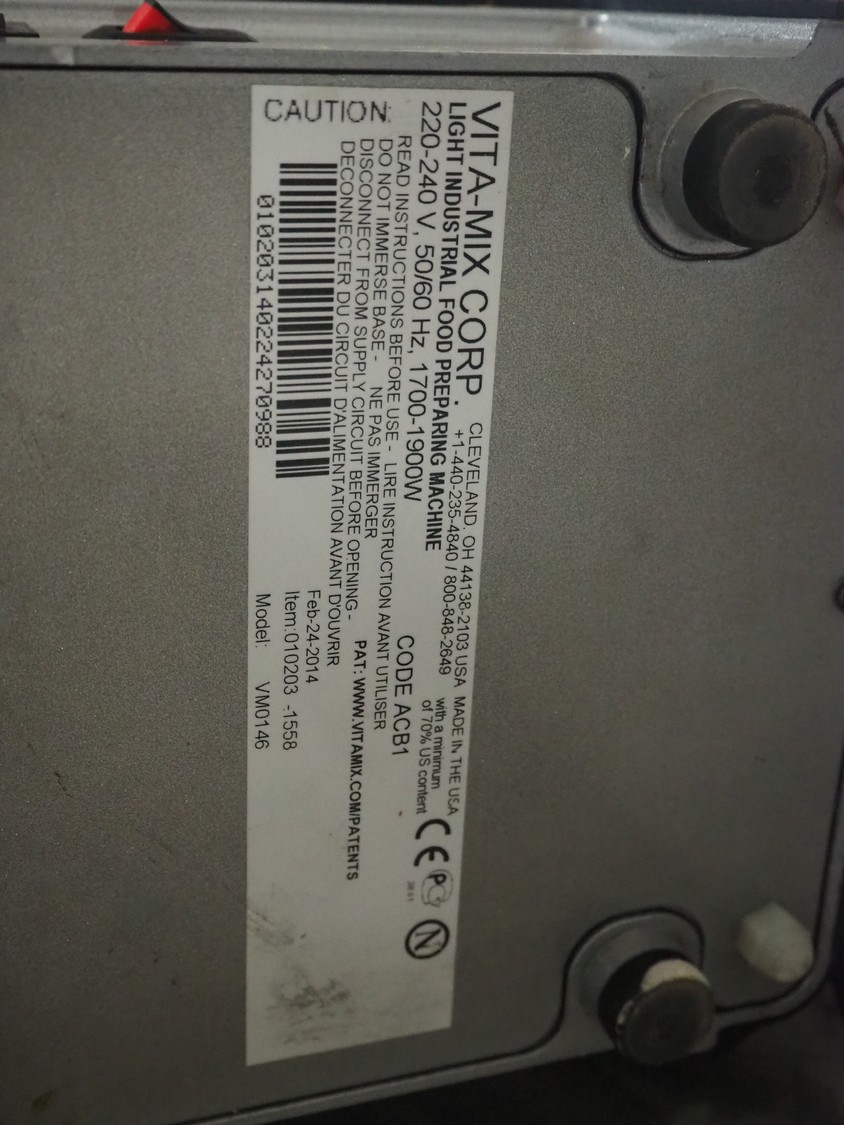 VITA-MIX CORP. CLEVELAND, OH 44138-2103 USA MADE IN THE USA
+1-440-235-4840 / 800-848-2649 with a minimum
LIGHT INDUSTRIAL FOOD PREPARING MACHINE of 70% US content
220-240 V, 50/60 Hz, 1700-1900W CODE ACB1
CE
N
CAUTION:
READ INSTRUCTIONS BEFORE USE - LIRE INSTRUCTION AVANT UTILISER
DO NOT IMMERSE BASE - NE PAS IMMERGER
DISCONNECT FROM SUPPLY CIRCUIT BEFORE OPENING - PAT: WWW.VITAMIX.COM/PATENTS
DECONNECTER DU CIRCUIT D'ALIMENTATION AVANT D'OUVRIR
Feb-24-2014
Item:010203 -1558
Model: VM0146
010203140224270988